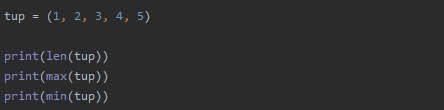 tup = (1, 2, 3, 4, 5)
print(len(tup))
print(max(tup))
print(min(tup))